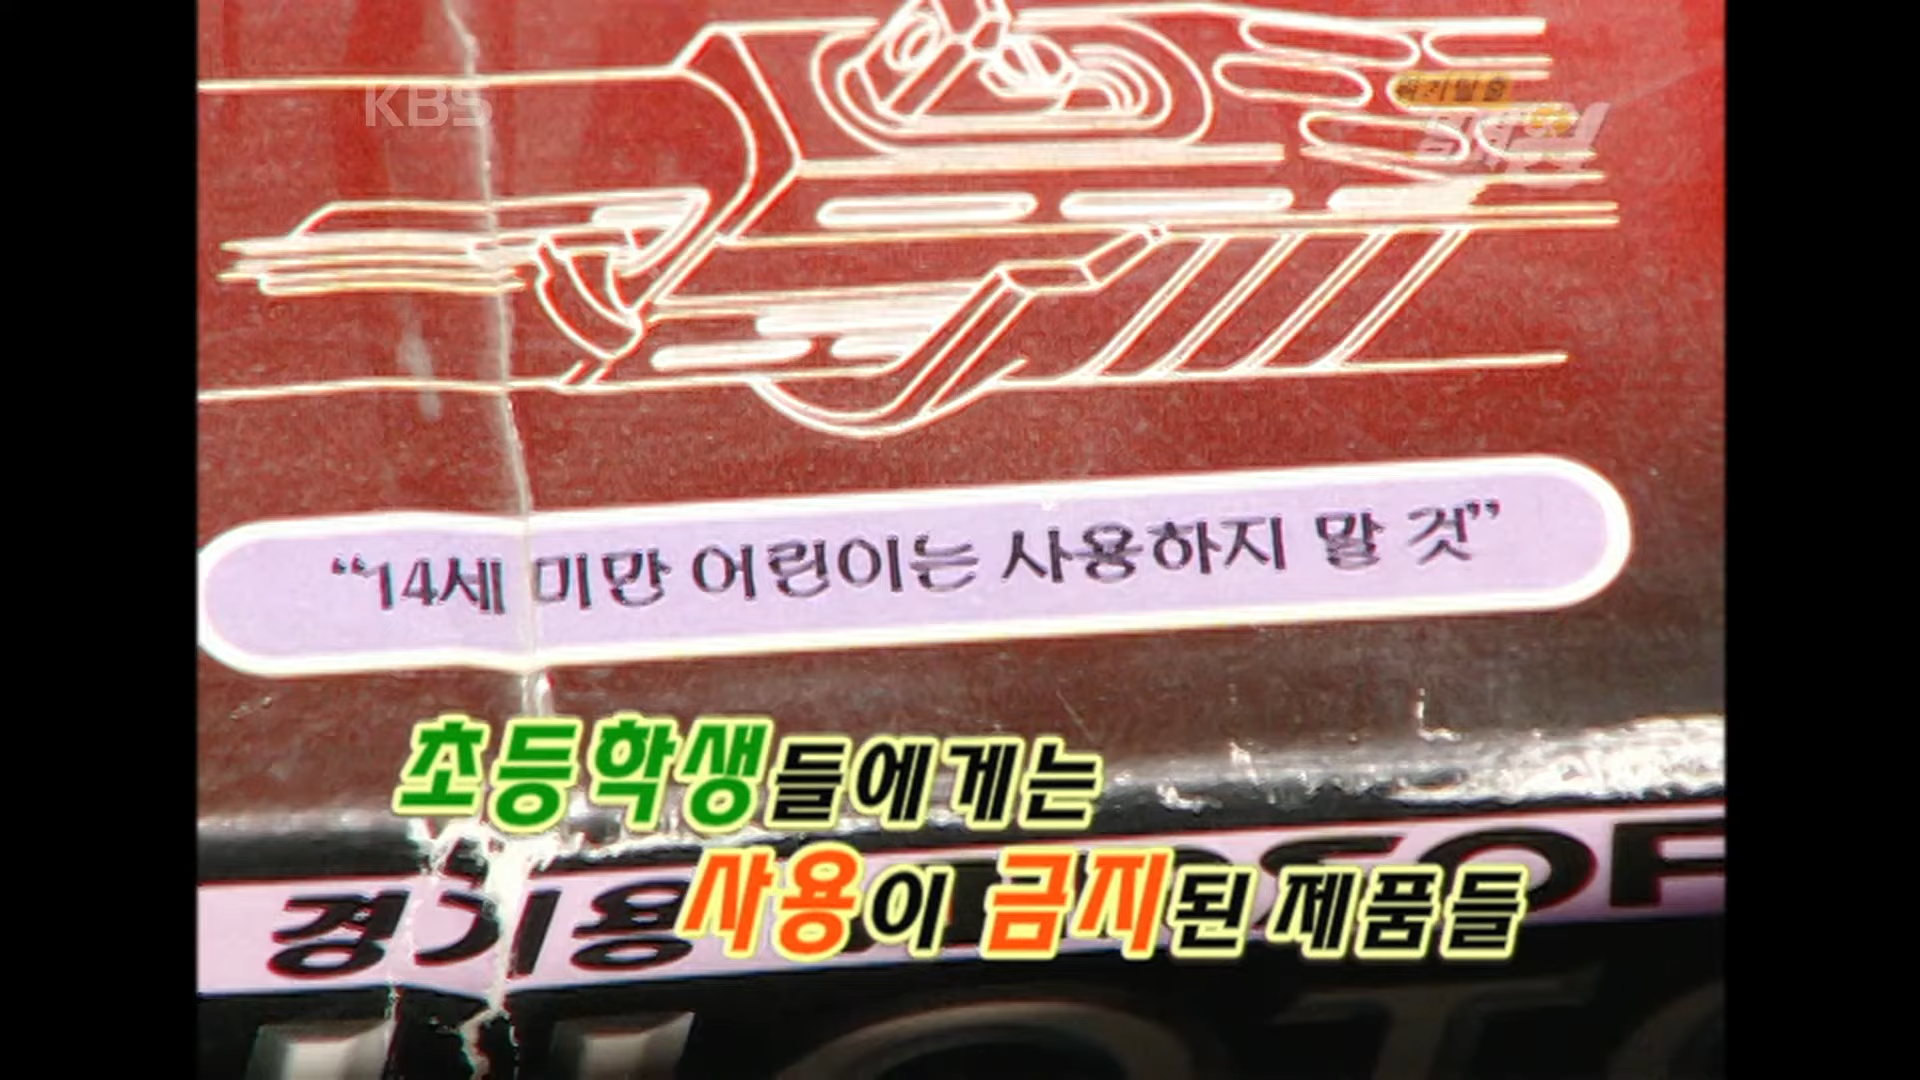 KBS
“14세 미만 어린이는 사용하지 말 것”
초등학생들에게는
사용이 금지된 제품들
경기용